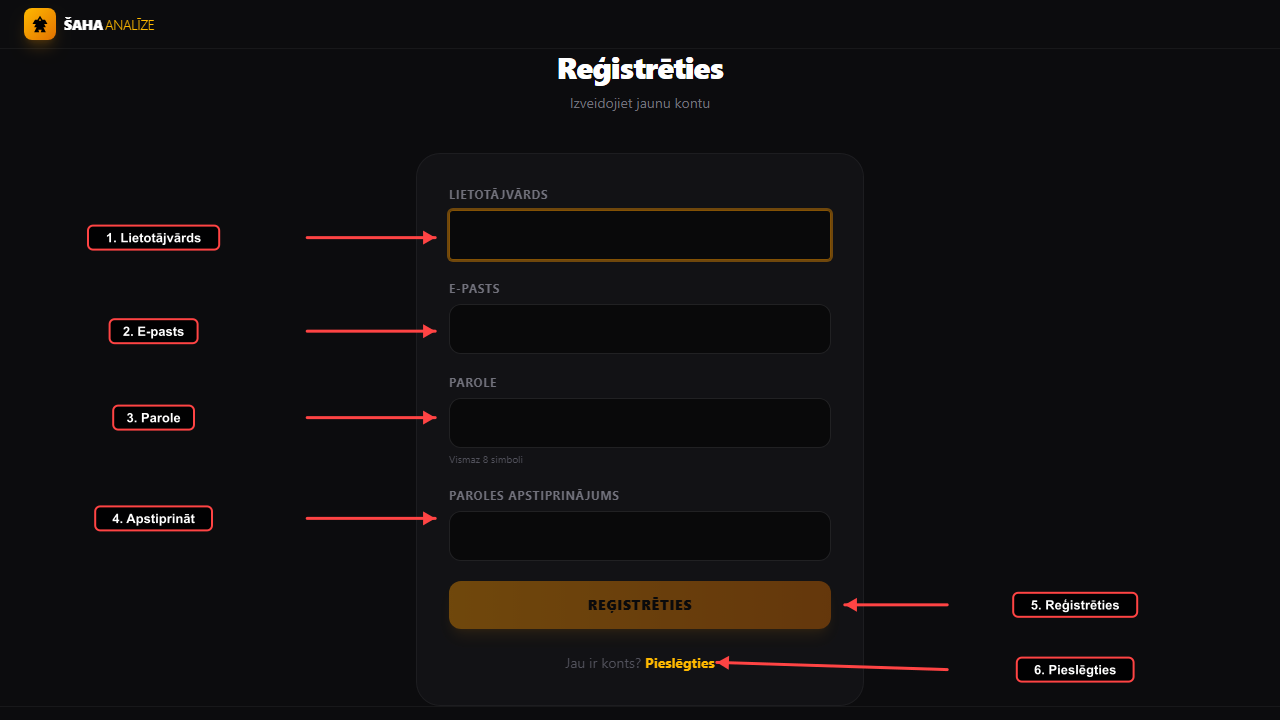 ŠAHA ANALĪZE
Reģistrēties
Izveidojiet jaunu kontu
LIETOTĀJVĀRDS
1. Lietotājvārds
E-PASTS
2. E-pasts
PAROLE
3. Parole
Vismaz 8 simboli
PAROLES APSTIPRINĀJUMS
4. Apstiprināt
REĢISTRĒTIES
5. Reģistrēties
Jau ir konts? Pieslēgties
6. Pieslēgties